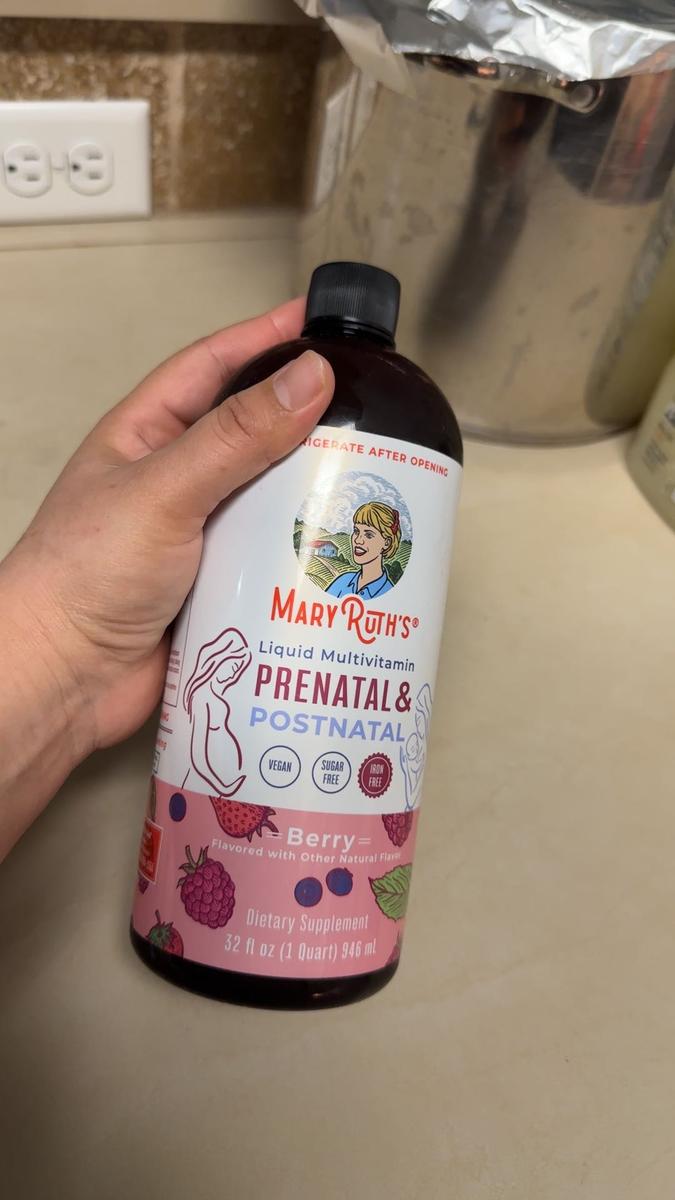 REFRIGERATE AFTER OPENING
MARY RUTH'S®
Liquid Multivitamin
PRENATAL &
POSTNATAL
VEGAN
SUGAR
FREE
IRON
FREE
Berry
Flavored with Other Natural Flavor
Dietary Supplement
32 fl oz (1 Quart) 946 mL